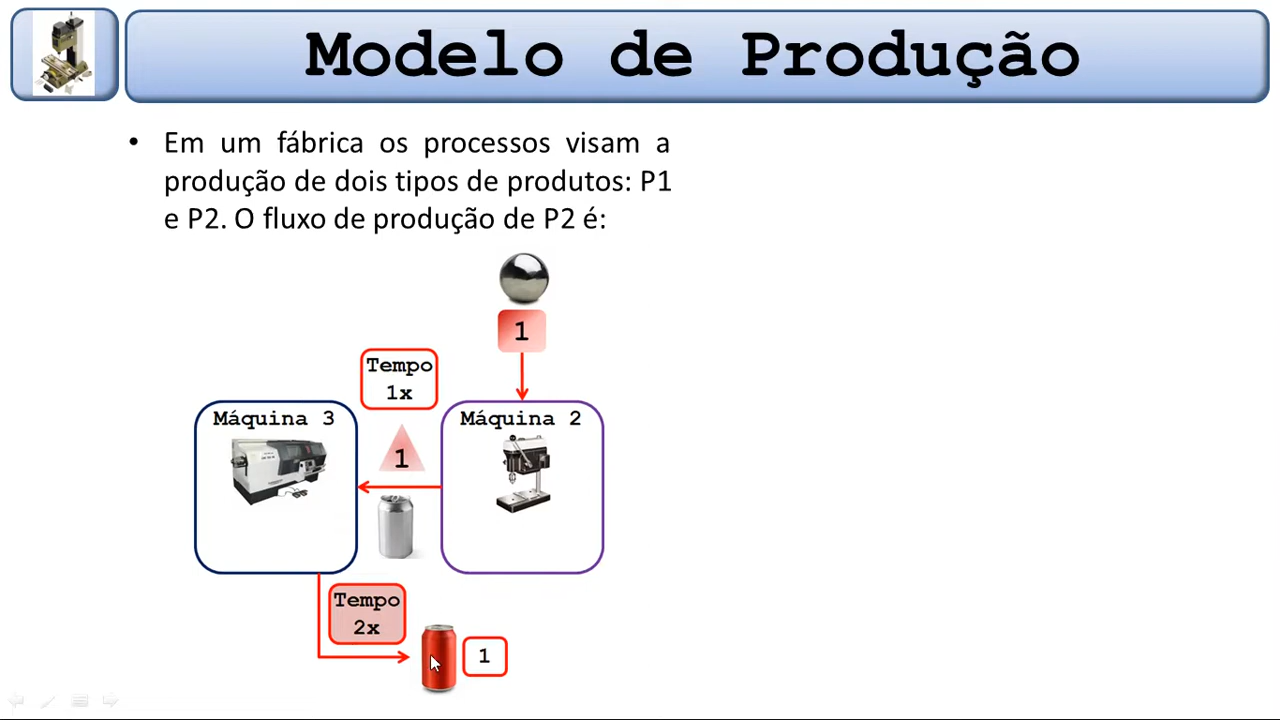 Modelo de Produção
• Em um fábrica os processos visam a
produção de dois tipos de produtos: P1
e P2. O fluxo de produção de P2 é:
1
Tempo
1x
Máquina 3
Máquina 2
1
Tempo
2x
1